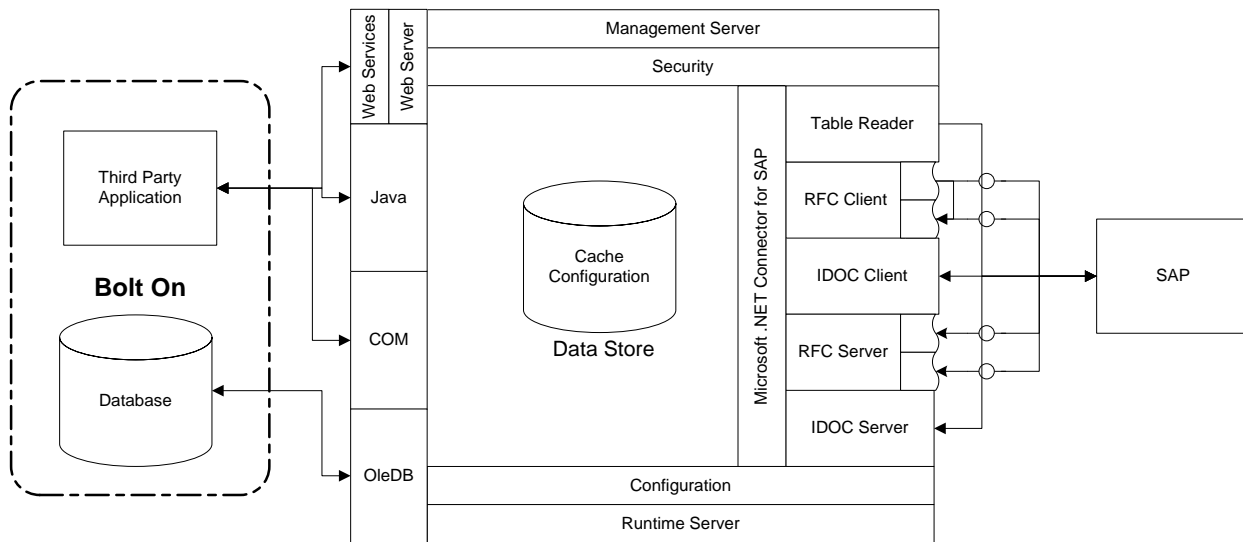 Web Services
Web Server
Management Server
Security
Third Party
Application
Bolt On
Database
Java
COM
OleDB
Cache
Configuration
Data Store
Microsoft .NET Connector for SAP
Table Reader
RFC Client
IDOC Client
RFC Server
IDOC Server
SAP
Configuration
Runtime Server